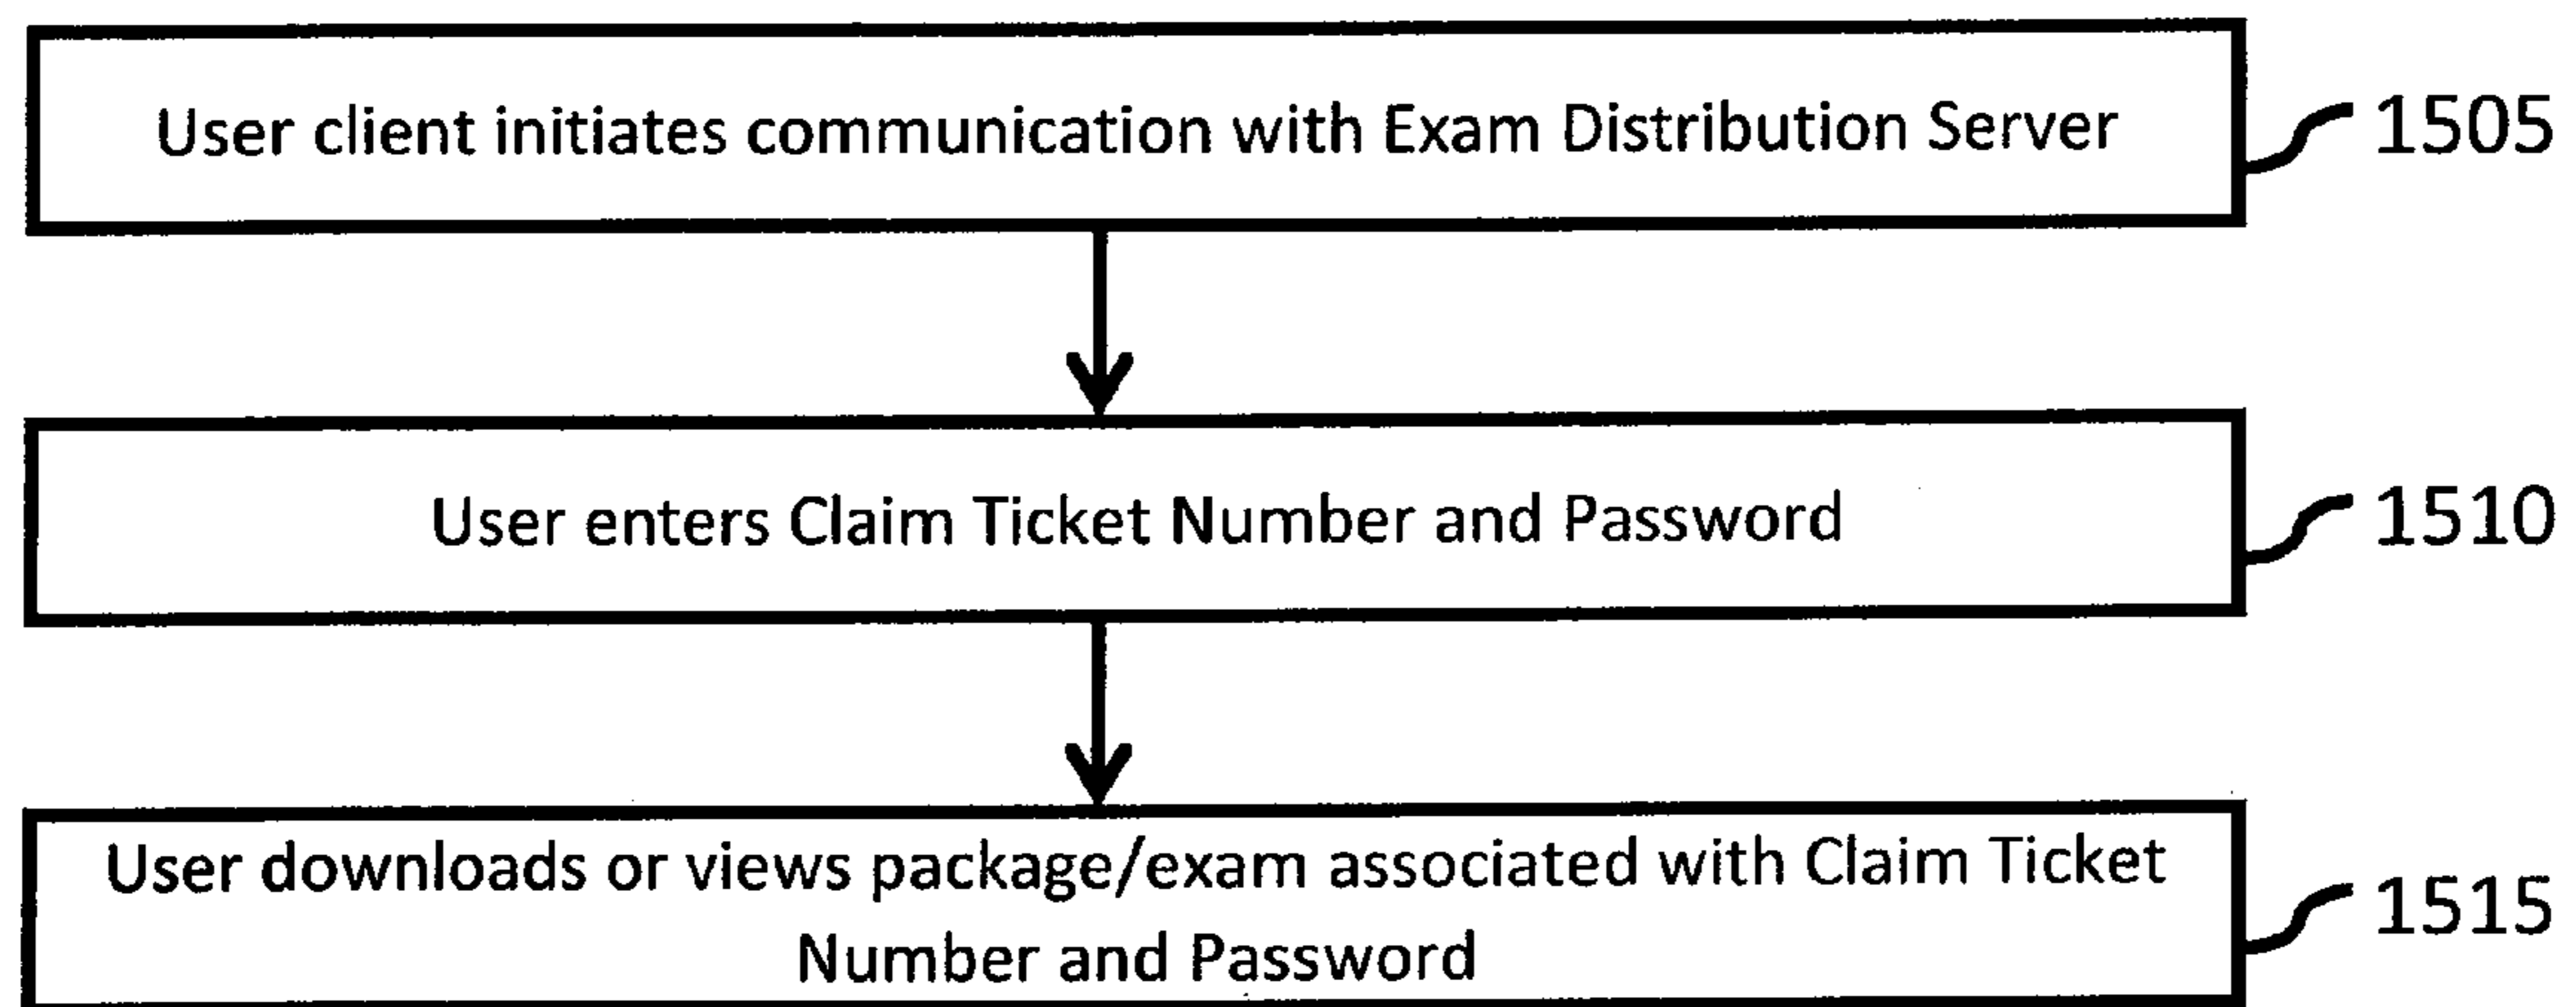 User client initiates communication with Exam Distribution Server
1505
User enters Claim Ticket Number and Password
1510
User downloads or views package/exam associated with Claim Ticket
Number and Password
1515